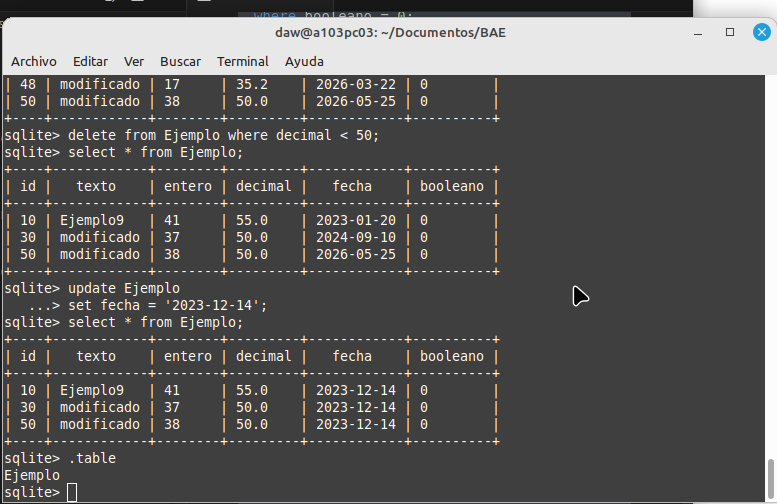 where booleano = 0;
daw@a103pc03: ~/Documentos/BAE
Archivo Editar Ver Buscar Terminal Ayuda
| 48 | modificado | 17     | 35.2    | 2026-03-22 | 0        |
| 50 | modificado | 38     | 50.0    | 2026-05-25 | 0        |
+----+------------+--------+---------+------------+----------+
sqlite> delete from Ejemplo where decimal < 50;
sqlite> select * from Ejemplo;
+----+------------+--------+---------+------------+----------+
| id |   texto    | entero | decimal |   fecha    | booleano |
+----+------------+--------+---------+------------+----------+
| 10 | Ejemplo9   | 41     | 55.0    | 2023-01-20 | 0        |
| 30 | modificado | 37     | 50.0    | 2024-09-10 | 0        |
| 50 | modificado | 38     | 50.0    | 2026-05-25 | 0        |
+----+------------+--------+---------+------------+----------+
sqlite> update Ejemplo
   ...> set fecha = '2023-12-14';
sqlite> select * from Ejemplo;
+----+------------+--------+---------+------------+----------+
| id |   texto    | entero | decimal |   fecha    | booleano |
+----+------------+--------+---------+------------+----------+
| 10 | Ejemplo9   | 41     | 55.0    | 2023-12-14 | 0        |
| 30 | modificado | 37     | 50.0    | 2023-12-14 | 0        |
| 50 | modificado | 38     | 50.0    | 2023-12-14 | 0        |
+----+------------+--------+---------+------------+----------+
sqlite> .table
Ejemplo
sqlite>